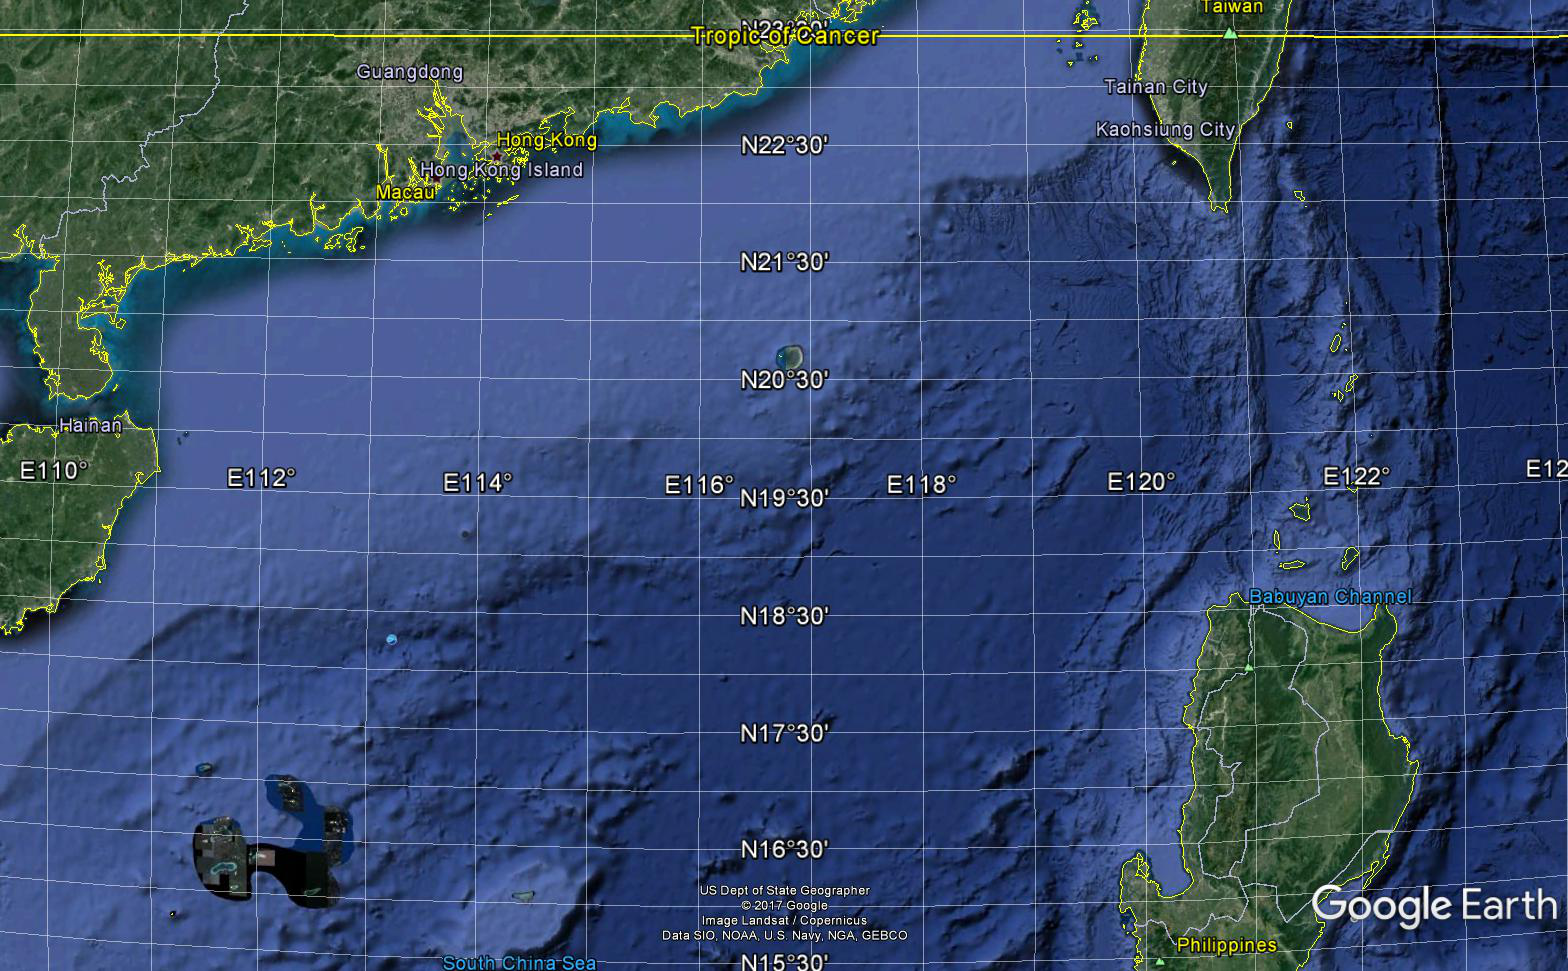 Taiwan
N23°30'
Tropic of Cancer
Guangdong
Tainan City
Kaohsiung City
Hong Kong
N22°30'
Hong Kong Island
Macau
N21°30'
N20°30'
Hainan
E110°
E112°
E114°
E116°
E118°
E120°
E122°
E12
N19°30'
Babuyan Channel
N18°30'
N17°30'
N16°30'
US Dept of State Geographer
© 2017 Google
Image Landsat / Copernicus
Data SIO, NOAA, U.S. Navy, NGA, GEBCO
Google Earth
Philippines
South China Sea
N15°30'